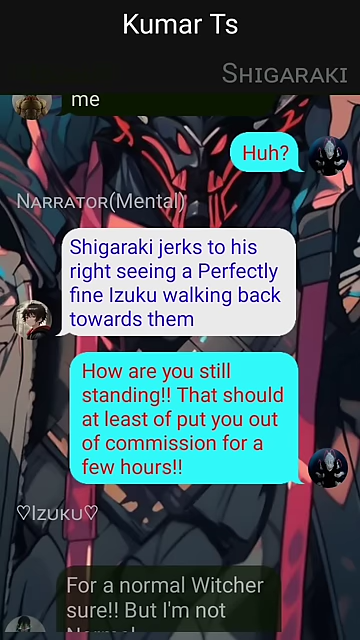 Kumar Ts
Shigaraki
me
Huh?
Narrator(Mental)
Shigaraki jerks to his
right seeing a Perfectly
fine Izuku walking back
towards them
How are you still
standing!! That should
at least of put you out
of commission for a
few hours!!
♡Izuku♡
For a normal Witcher
sure!! But I'm not
Normal